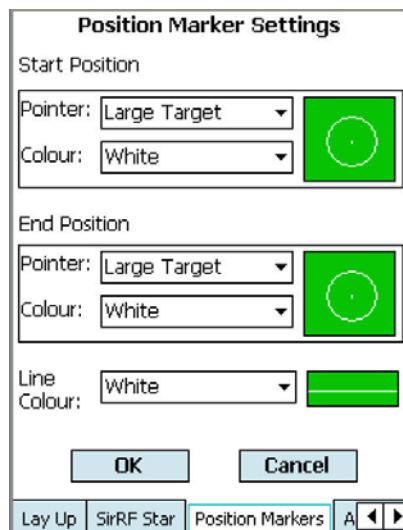 Position Marker Settings
Start Position
Pointer: Large Target
Colour: White
End Position
Pointer: Large Target
Colour: White
Line
Colour: White
OK Cancel
Lay Up SirRF Star Position Markers A